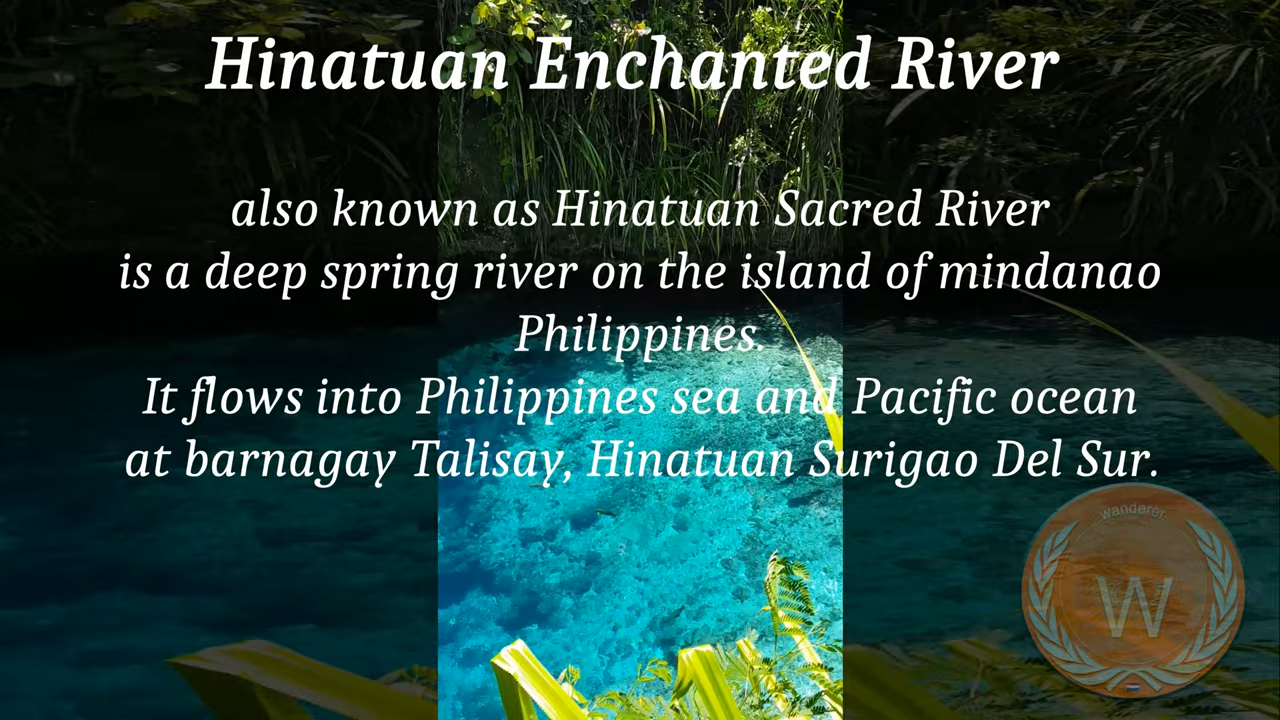 Hinatuan Enchanted River
also known as Hinatuan Sacred River
is a deep spring river on the island of mindanao
Philippines.
It flows into Philippines sea and Pacific ocean
at barnagay Talisay, Hinatuan Surigao Del Sur.
wanderer
W